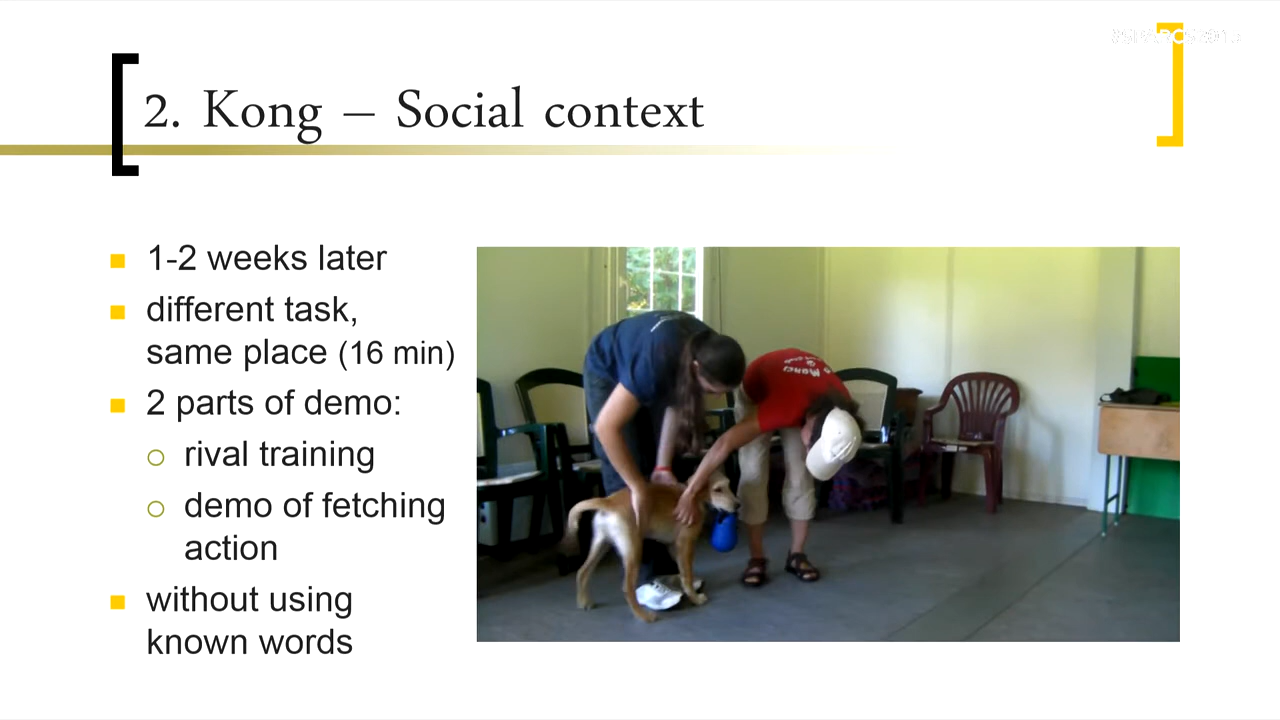 2. Kong – Social context
1-2 weeks later
different task,
same place (16 min)
2 parts of demo:
rival training
demo of fetching
action
without using
known words